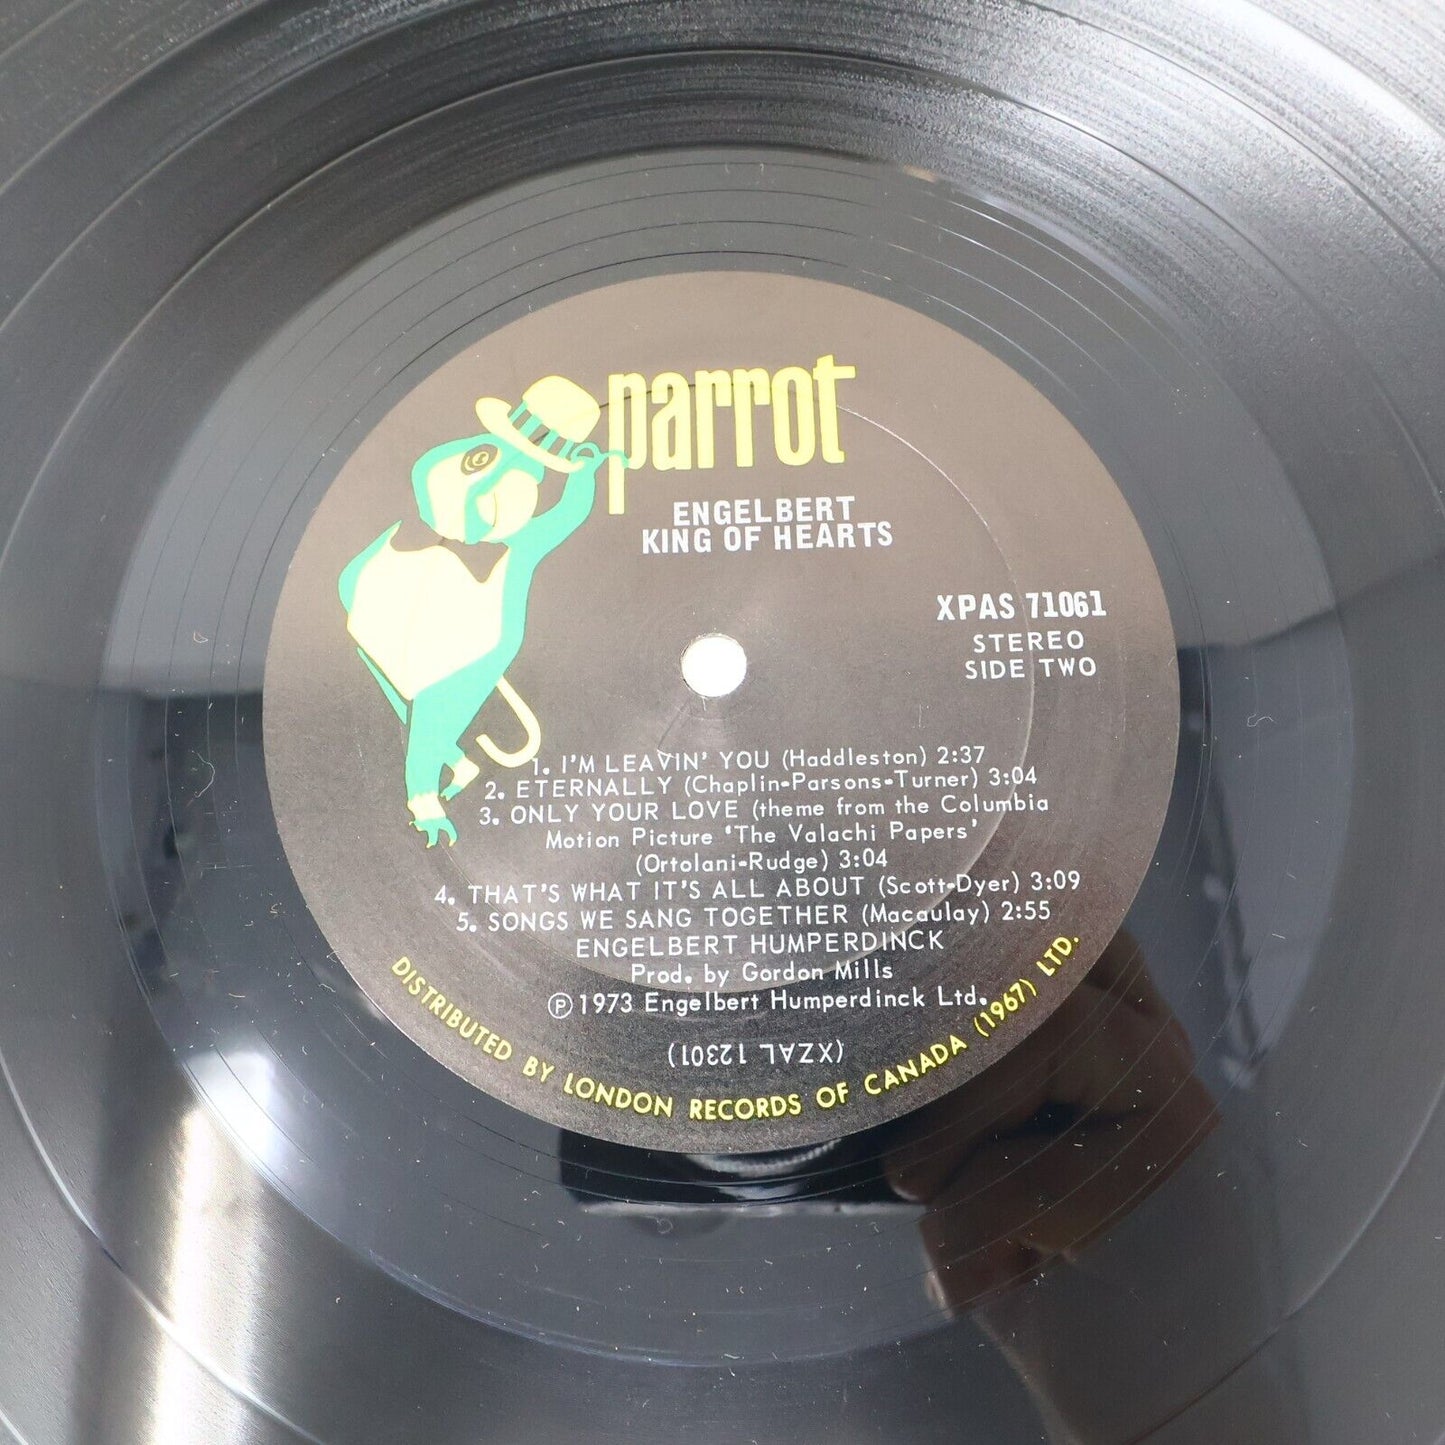 parrot
ENGELBERT
KING OF HEARTS
XPAS 71061
STEREO
SIDE TWO
1. I'M LEAVIN' YOU (Haddleston) 2:37
2. ETERNALLY (Chaplin-Parsons-Turner) 3:04
3. ONLY YOUR LOVE (theme from the Columbia
Motion Picture 'The Valachi Papers'
(Ortolani-Rudge) 3:04
4. THAT'S WHAT IT'S ALL ABOUT (Scott-Dyer) 3:09
5. SONGS WE SANG TOGETHER (Macaulay) 2:55
ENGELBERT HUMPERDINCK
Prod. by Gordon Mills
℗ 1973 Engelbert Humperdinck Ltd.
(XZAL 12301)
DISTRIBUTED BY LONDON RECORDS OF CANADA (1967) LTD.